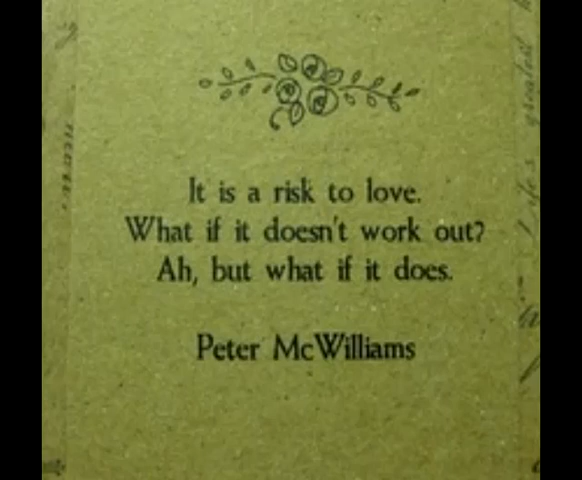 It is a risk to love.
What if it doesn't work out?
Ah, but what if it does.
Peter McWilliams